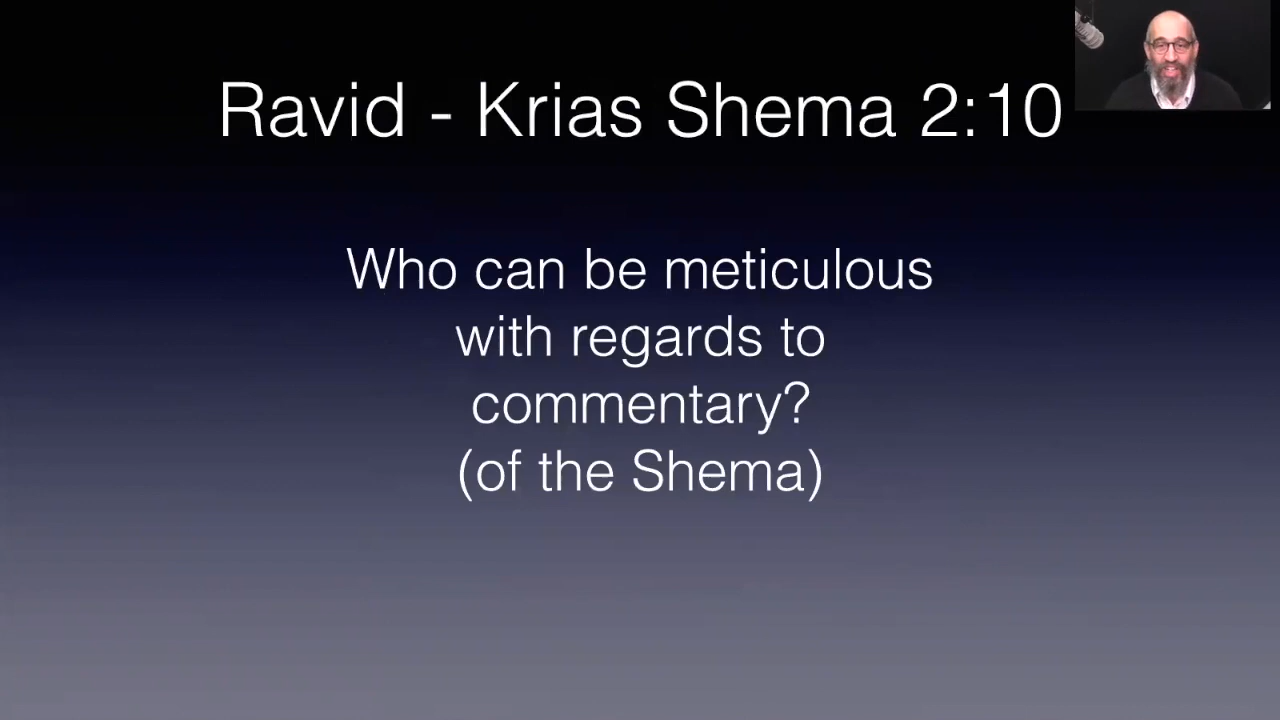 Ravid - Krias Shema 2:10
Who can be meticulous
with regards to
commentary?
(of the Shema)